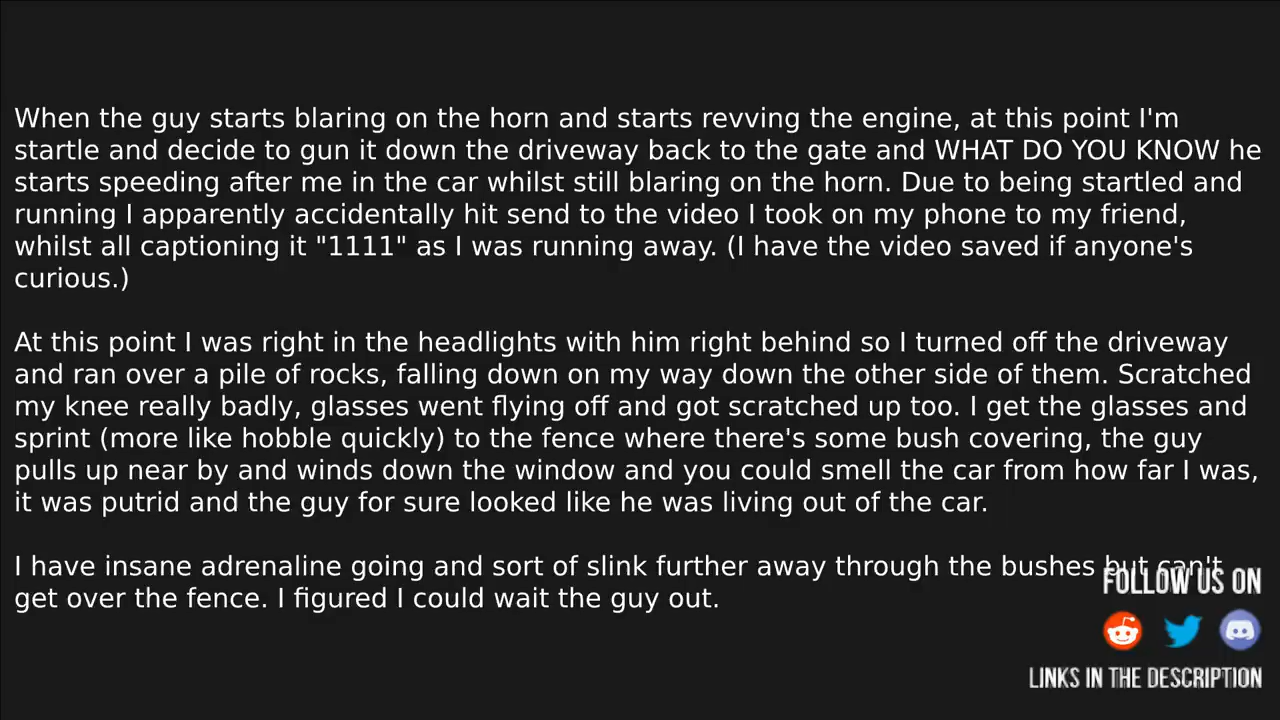 When the guy starts blaring on the horn and starts revving the engine, at this point I'm
startle and decide to gun it down the driveway back to the gate and WHAT DO YOU KNOW he
starts speeding after me in the car whilst still blaring on the horn. Due to being startled and
running I apparently accidentally hit send to the video I took on my phone to my friend,
whilst all captioning it "1111" as I was running away. (I have the video saved if anyone's
curious.)
At this point I was right in the headlights with him right behind so I turned off the driveway
and ran over a pile of rocks, falling down on my way down the other side of them. Scratched
my knee really badly, glasses went flying off and got scratched up too. I get the glasses and
sprint (more like hobble quickly) to the fence where there's some bush covering, the guy
pulls up near by and winds down the window and you could smell the car from how far I was,
it was putrid and the guy for sure looked like he was living out of the car.
I have insane adrenaline going and sort of slink further away through the bushes but can't
get over the fence. I figured I could wait the guy out.
FOLLOW US ON
LINKS IN THE DESCRIPTION